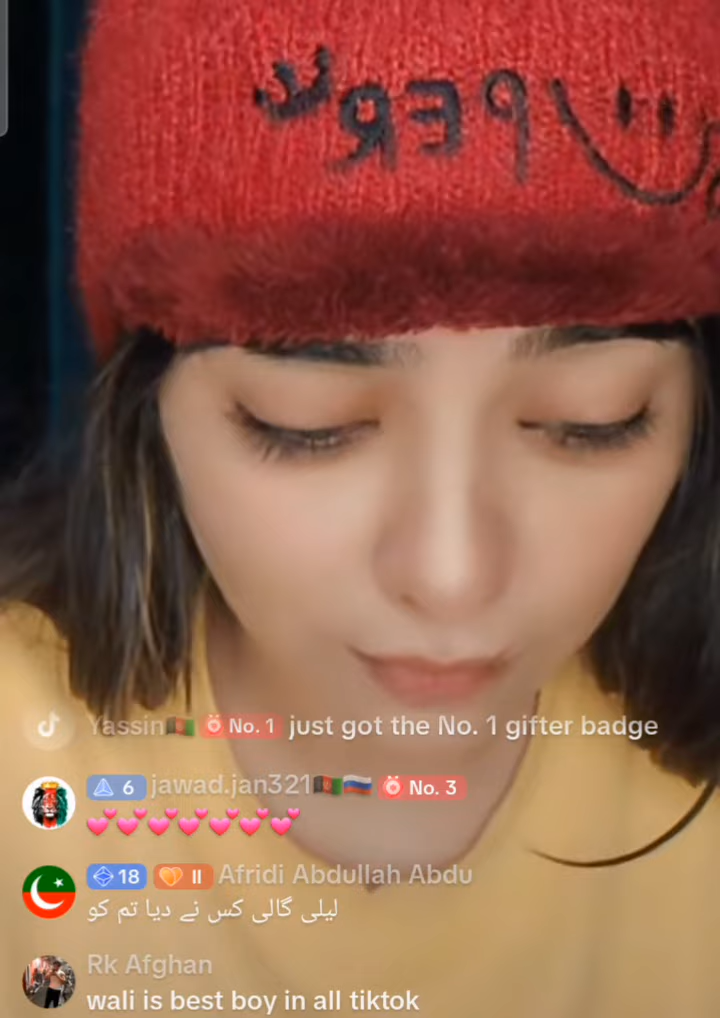 Yassin🇦🇫 No. 1 just got the No. 1 gifter badge
6 jawad.jan321🇦🇫🇷🇺 No. 3
💕💕💕💕💕💕💕
18 II Afridi Abdullah Abdu
لیلی گالی کس نے دیا تم کو
Rk Afghan
wali is best boy in all tiktok